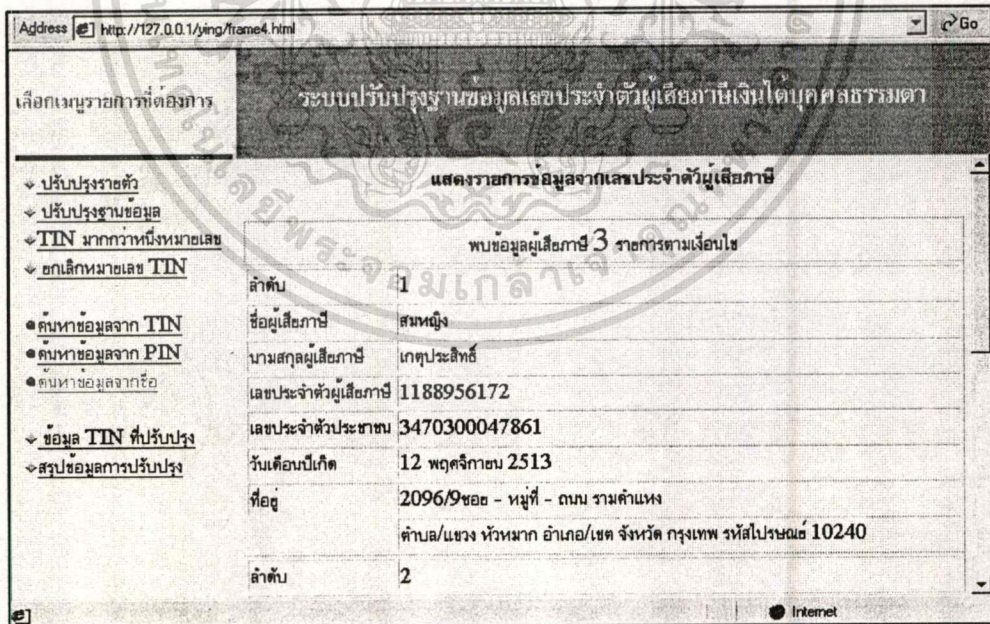 Address http://127.0.0.1/ying/frame4.html Go
เลือกเมนูรายการที่ต้องการ
ระบบปรับปรุงฐานข้อมูลเลขประจำตัวผู้เสียภาษีเงินได้บุคคลธรรมดา
ปรับปรุงรายตัว
ปรับปรุงฐานข้อมูล
TIN มากกว่าหนึ่งหมายเลข
ยกเลิกหมายเลข TIN
ค้นหาข้อมูลจาก TIN
ค้นหาข้อมูลจาก PIN
ค้นหาข้อมูลจากชื่อ
ข้อมูล TIN ที่ปรับปรุง
สรุปข้อมูลการปรับปรุง
แสดงรายการข้อมูลจากเลขประจำตัวผู้เสียภาษี
พบข้อมูลผู้เสียภาษี 3 รายการตามเงื่อนไข
ลำดับ 1
ชื่อผู้เสียภาษี สมหญิง
นามสกุลผู้เสียภาษี เกตุประสิทธิ์
เลขประจำตัวผู้เสียภาษี 1188956172
เลขประจำตัวประชาชน 3470300047861
วันเดือนปีเกิด 12 พฤศจิกายน 2513
ที่อยู่ 2096/9ซอย - หมู่ที่ - ถนน รามคำแหง
ตำบล/แขวง หัวหมาก อำเภอ/เขต จังหวัด กรุงเทพ รหัสไปรษณย์ 10240
ลำดับ 2
Internet